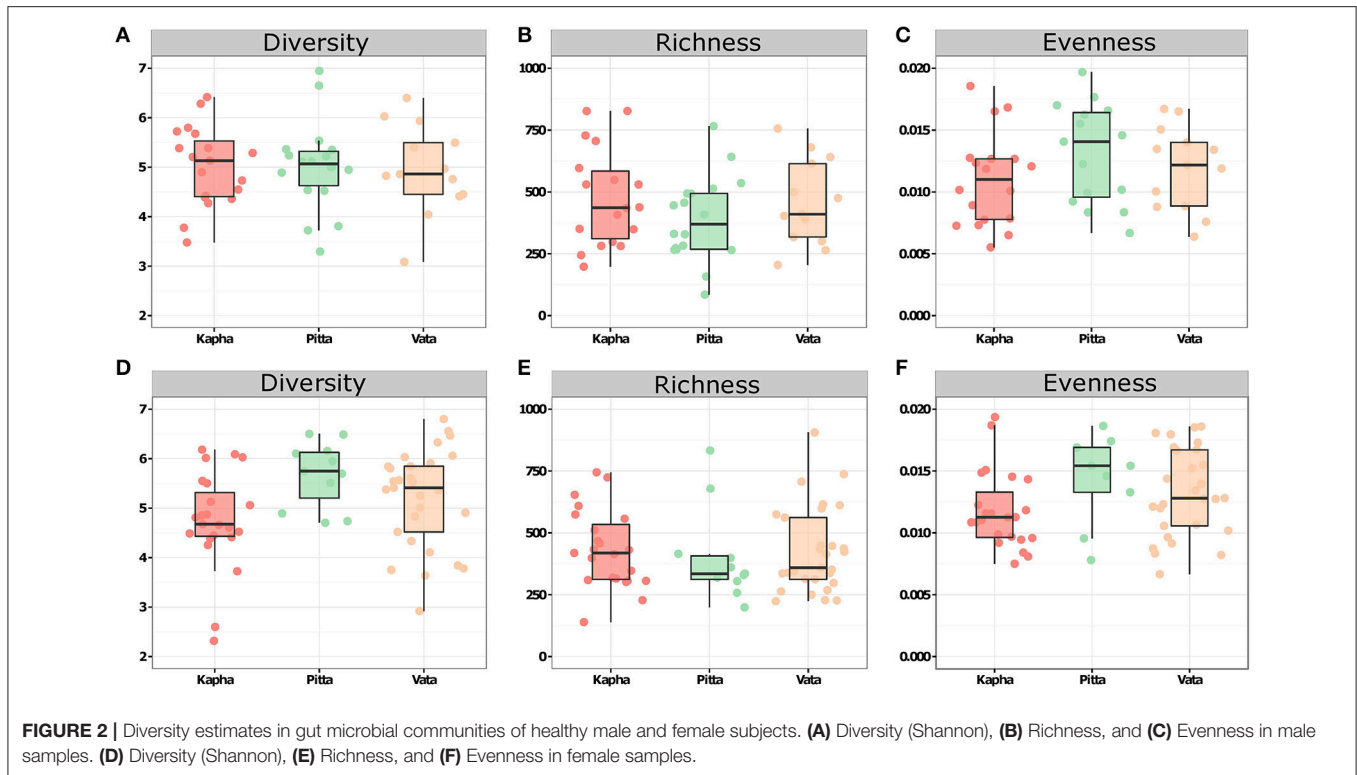 A
Diversity
7
6
5
4
3
2
Kapha Pitta Vata
B
Richness
1000
750
500
250
0
Kapha Pitta Vata
C
Evenness
0.020
0.015
0.010
0.005
0.000
Kapha Pitta Vata
D
Diversity
7
6
5
4
3
2
Kapha Pitta Vata
E
Richness
1000
750
500
250
0
Kapha Pitta Vata
F
Evenness
0.020
0.015
0.010
0.005
0.000
Kapha Pitta Vata
FIGURE 2 | Diversity estimates in gut microbial communities of healthy male and female subjects. (A) Diversity (Shannon), (B) Richness, and (C) Evenness in male
samples. (D) Diversity (Shannon), (E) Richness, and (F) Evenness in female samples.